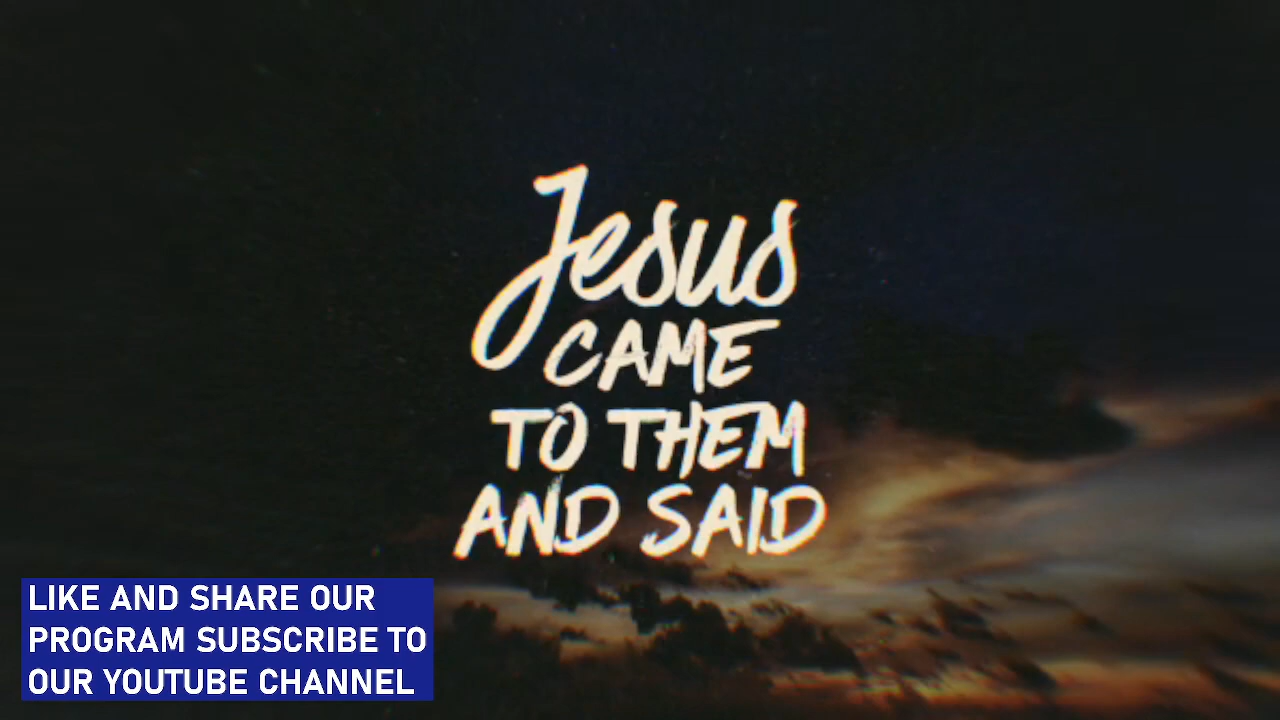 Jesus
CAME
TO THEM
AND SAID
LIKE AND SHARE OUR
PROGRAM SUBSCRIBE TO
OUR YOUTUBE CHANNEL